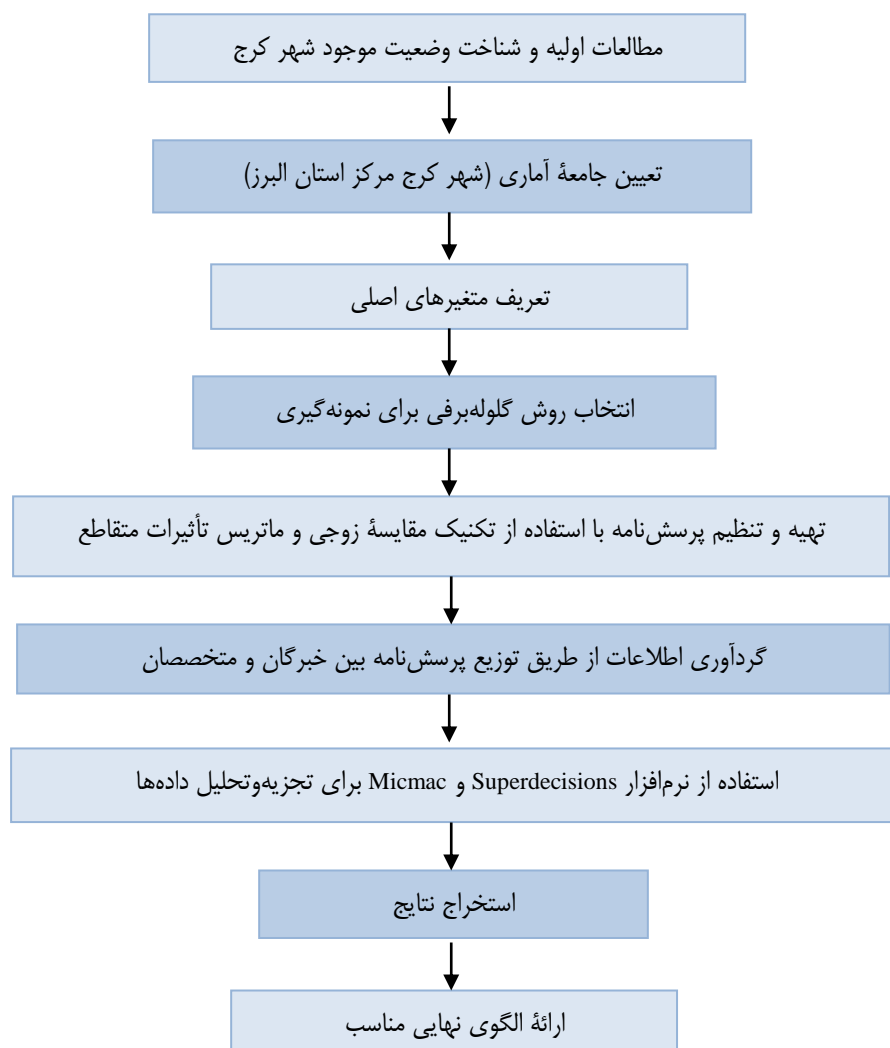 مطالعات اولیه و شناخت وضعیت موجود شهر کرج
تعیین جامعهٔ آماری (شهر کرج مرکز استان البرز)
تعریف متغیرهای اصلی
انتخاب روش گلوله‌برفی برای نمونه‌گیری
تهیه و تنظیم پرسش‌نامه با استفاده از تکنیک مقایسهٔ زوجی و ماتریس تأثیرات متقاطع
گردآوری اطلاعات از طریق توزیع پرسش‌نامه بین خبرگان و متخصصان
استفاده از نرم‌افزار Superdecisions و Micmac برای تجزیه‌وتحلیل داده‌ها
استخراج نتایج
ارائهٔ الگوی نهایی مناسب